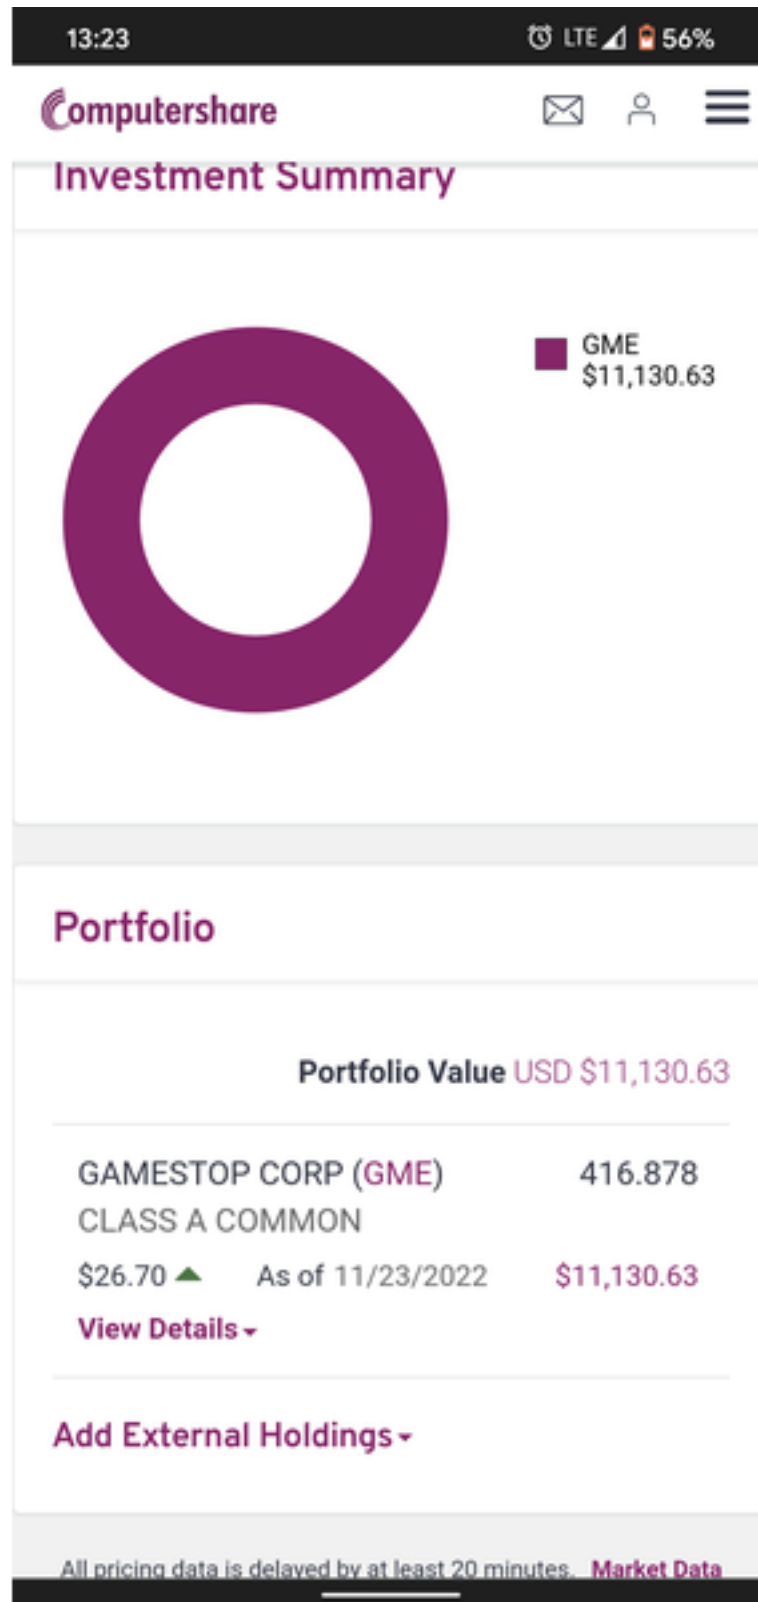 13:23 LTE 56%
Computershare
Investment Summary
GME
$11,130.63
Portfolio
Portfolio Value USD $11,130.63
GAMESTOP CORP (GME) 416.878
CLASS A COMMON
$26.70 As of 11/23/2022 $11,130.63
View Details
Add External Holdings
All pricing data is delayed by at least 20 minutes. Market Data